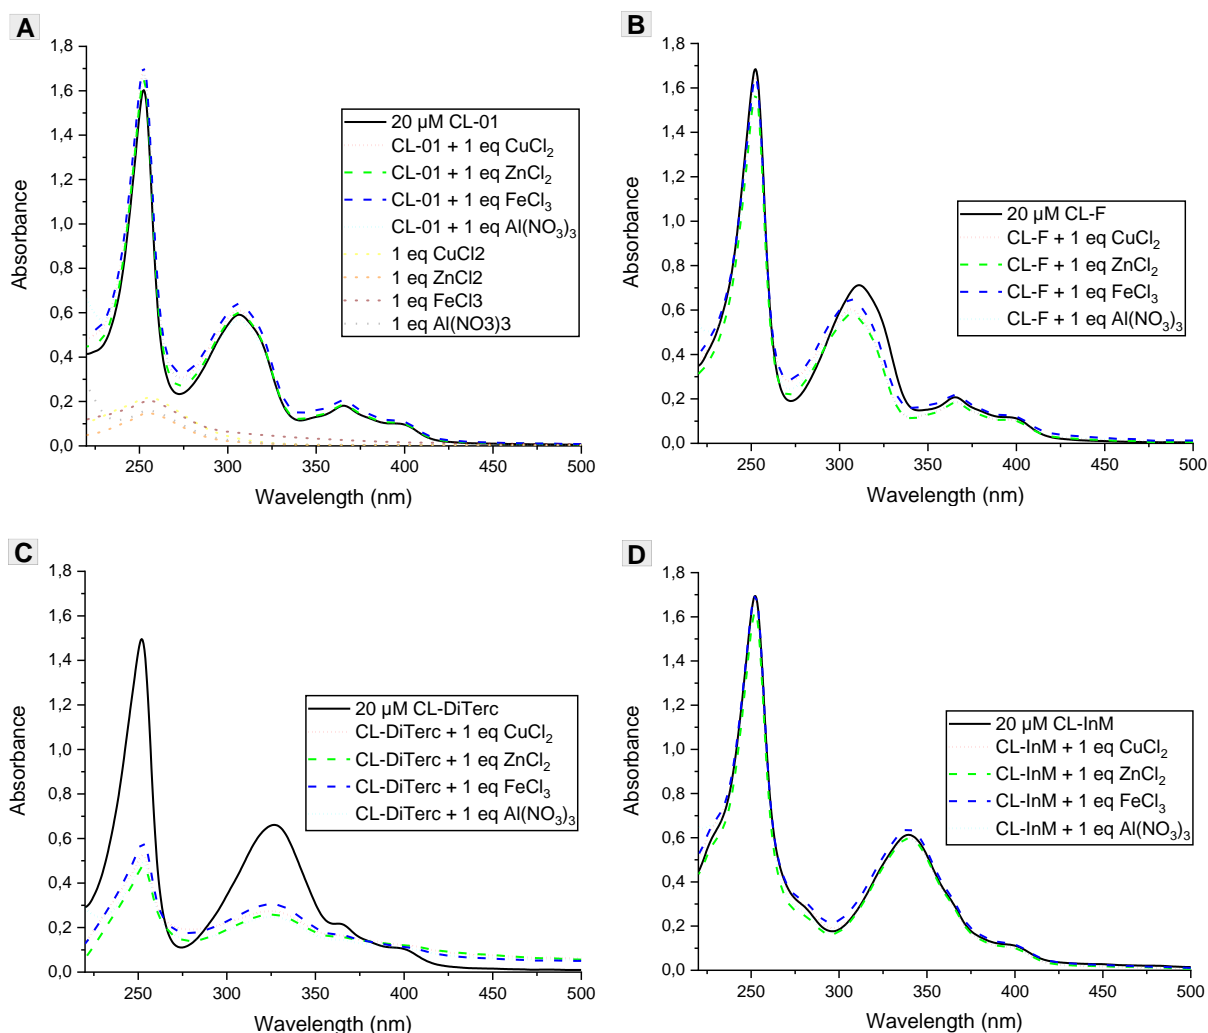 A
1,8
1,6
1,4
1,2
1,0
0,8
0,6
0,4
0,2
0,0
Absorbance
20 µM CL-01
CL-01 + 1 eq CuCl₂
CL-01 + 1 eq ZnCl₂
CL-01 + 1 eq FeCl₃
CL-01 + 1 eq Al(NO₃)₃
1 eq CuCl2
1 eq ZnCl2
1 eq FeCl3
1 eq Al(NO3)3
250 300 350 400 450 500
Wavelength (nm)
B
1,8
1,6
1,4
1,2
1,0
0,8
0,6
0,4
0,2
0,0
Absorbance
20 µM CL-F
CL-F + 1 eq CuCl₂
CL-F + 1 eq ZnCl₂
CL-F + 1 eq FeCl₃
CL-F + 1 eq Al(NO₃)₃
250 300 350 400 450 500
Wavelength (nm)
C
1,8
1,6
1,4
1,2
1,0
0,8
0,6
0,4
0,2
0,0
Absorbance
20 µM CL-DiTerc
CL-DiTerc + 1 eq CuCl₂
CL-DiTerc + 1 eq ZnCl₂
CL-DiTerc + 1 eq FeCl₃
CL-DiTerc + 1 eq Al(NO₃)₃
250 300 350 400 450 500
Wavelength (nm)
D
1,8
1,6
1,4
1,2
1,0
0,8
0,6
0,4
0,2
0,0
Absorbance
20 µM CL-InM
CL-InM + 1 eq CuCl₂
CL-InM + 1 eq ZnCl₂
CL-InM + 1 eq FeCl₃
CL-InM + 1 eq Al(NO₃)₃
250 300 350 400 450 500
Wavelength (nm)